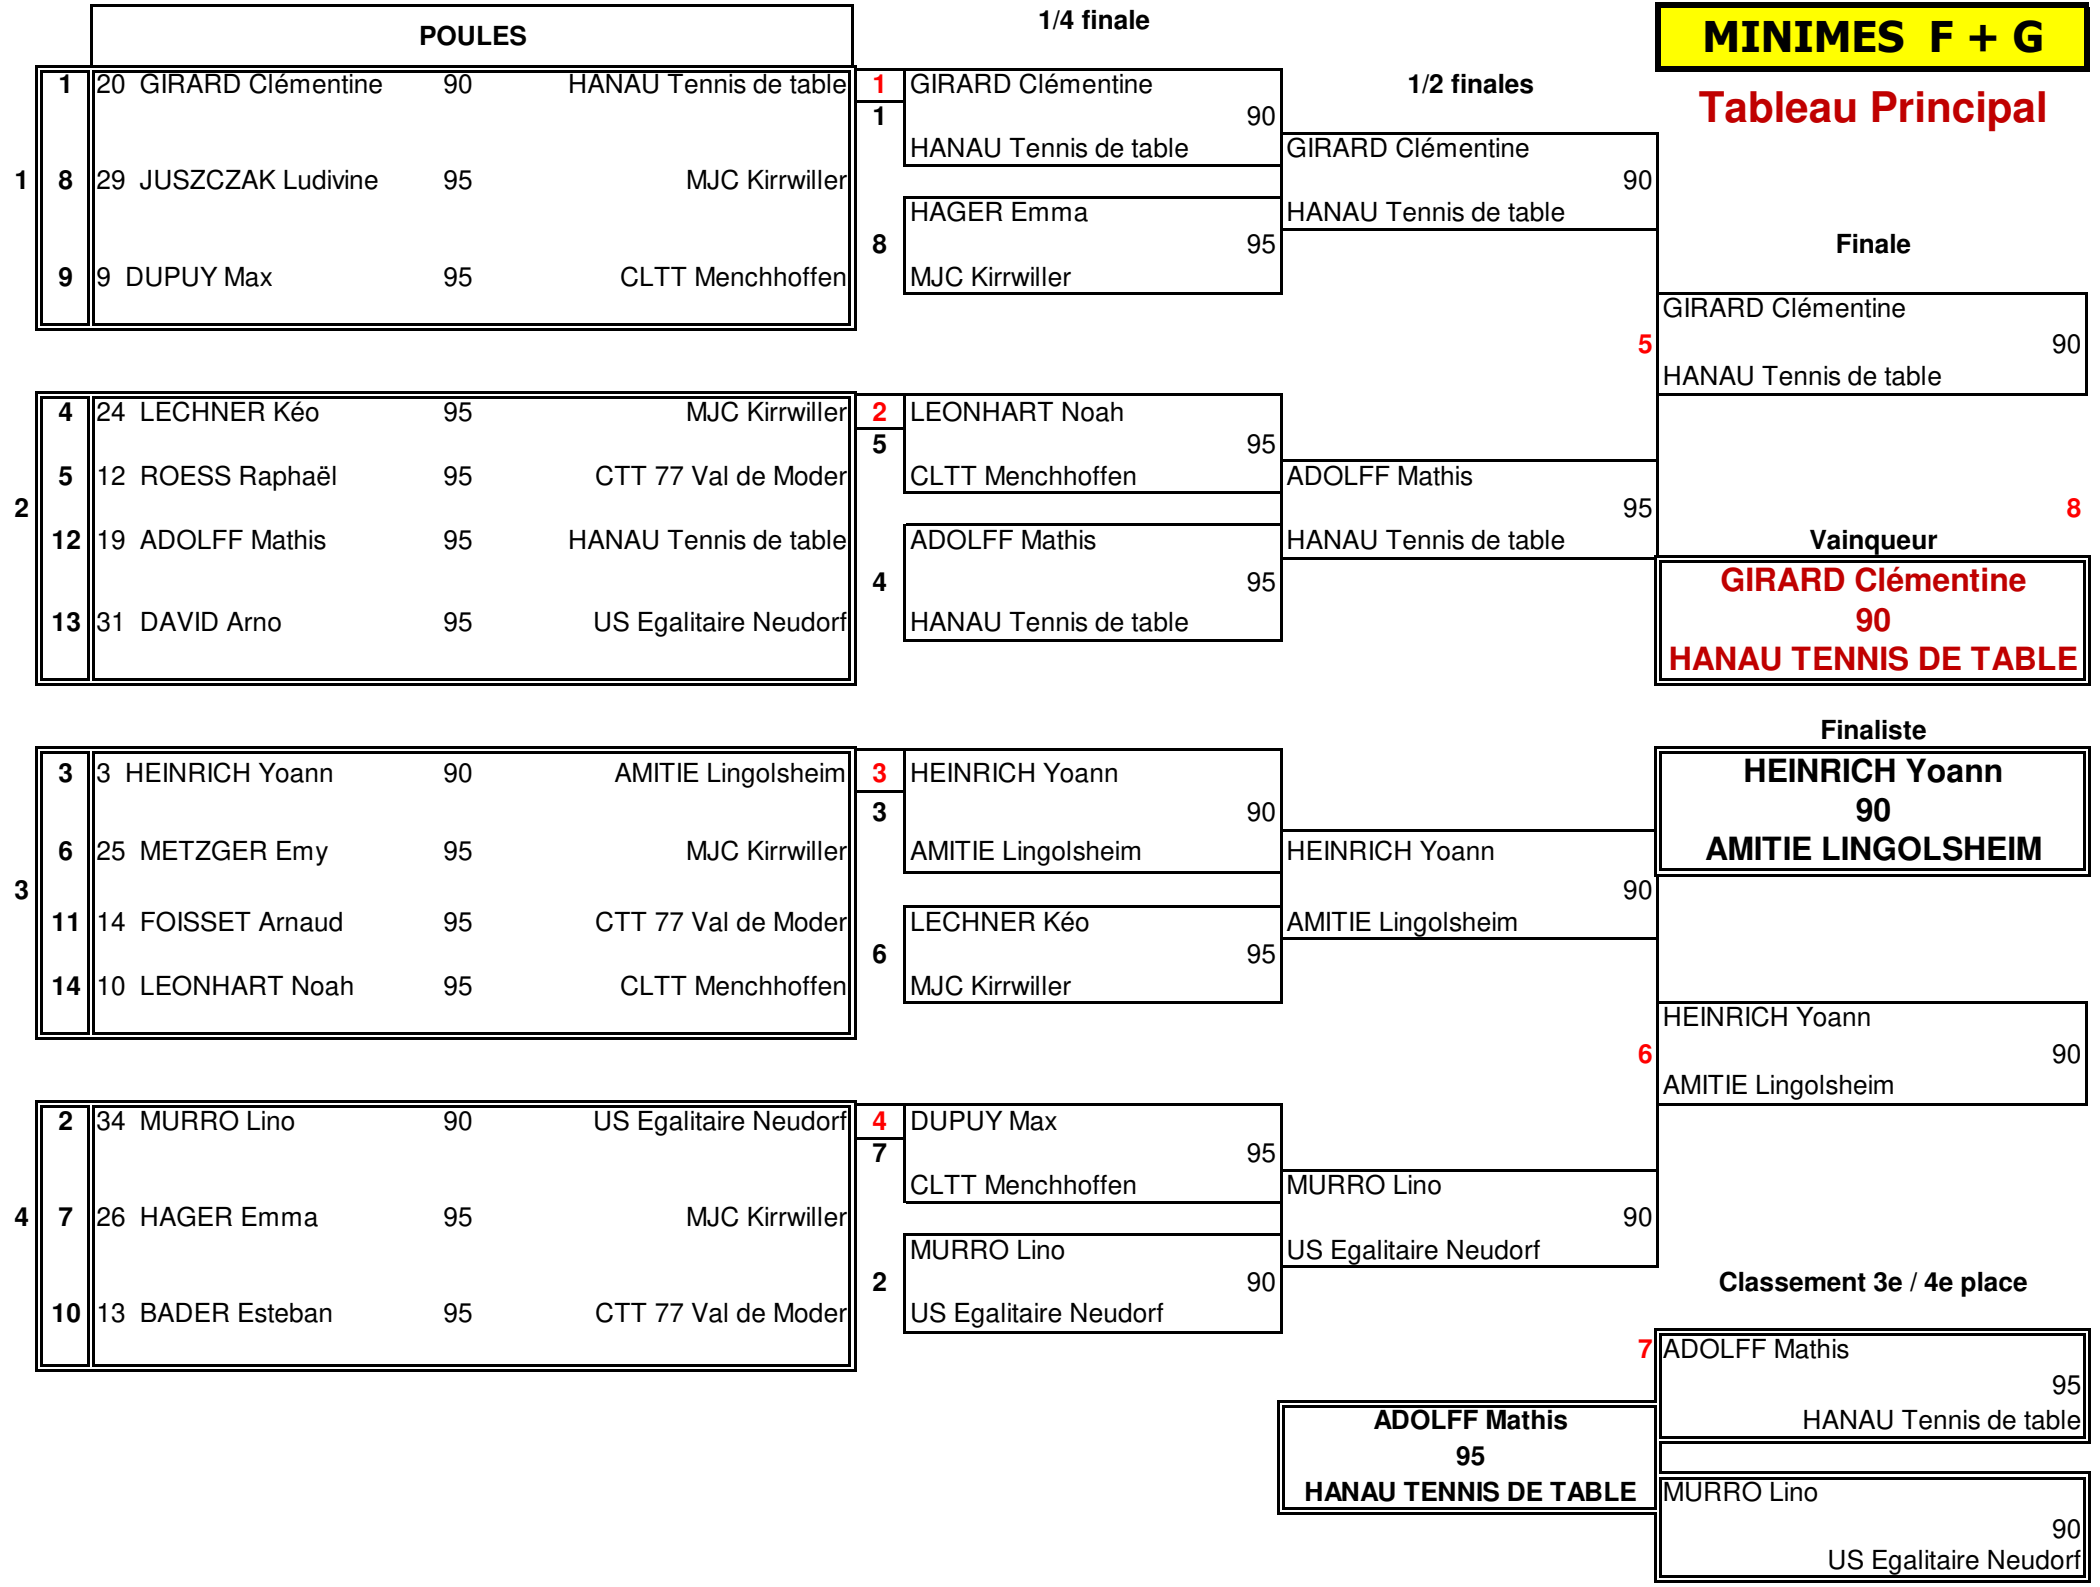 POULES
1/4 finale
MINIMES F + G
Tableau Principal
1/2 finales
Finale
1
1 20 GIRARD Clémentine 90 HANAU Tennis de table
8 29 JUSZCZAK Ludivine 95 MJC Kirrwiller
9 9 DUPUY Max 95 CLTT Menchhoffen
2
4 24 LECHNER Kéo 95 MJC Kirrwiller
5 12 ROESS Raphaël 95 CTT 77 Val de Moder
12 19 ADOLFF Mathis 95 HANAU Tennis de table
13 31 DAVID Arno 95 US Egalitaire Neudorf
3
3 3 HEINRICH Yoann 90 AMITIE Lingolsheim
6 25 METZGER Emy 95 MJC Kirrwiller
11 14 FOISSET Arnaud 95 CTT 77 Val de Moder
14 10 LEONHART Noah 95 CLTT Menchhoffen
4
2 34 MURRO Lino 90 US Egalitaire Neudorf
7 26 HAGER Emma 95 MJC Kirrwiller
10 13 BADER Esteban 95 CTT 77 Val de Moder
1 GIRARD Clémentine
1 90
HANAU Tennis de table
HAGER Emma
8 95
MJC Kirrwiller
2 LEONHART Noah
5 95
CLTT Menchhoffen
ADOLFF Mathis
4 95
HANAU Tennis de table
3 HEINRICH Yoann
3 90
AMITIE Lingolsheim
LECHNER Kéo
6 95
MJC Kirrwiller
4 DUPUY Max
7 95
CLTT Menchhoffen
MURRO Lino
2 90
US Egalitaire Neudorf
GIRARD Clémentine
90
HANAU Tennis de table
ADOLFF Mathis
95
HANAU Tennis de table
HEINRICH Yoann
90
AMITIE Lingolsheim
MURRO Lino
90
US Egalitaire Neudorf
GIRARD Clémentine
5 90
HANAU Tennis de table
8
Vainqueur
GIRARD Clémentine
90
HANAU TENNIS DE TABLE
Finaliste
HEINRICH Yoann
90
AMITIE LINGOLSHEIM
HEINRICH Yoann
6 90
AMITIE Lingolsheim
Classement 3e / 4e place
7 ADOLFF Mathis
95
HANAU Tennis de table
MURRO Lino
90
US Egalitaire Neudorf
ADOLFF Mathis
95
HANAU TENNIS DE TABLE